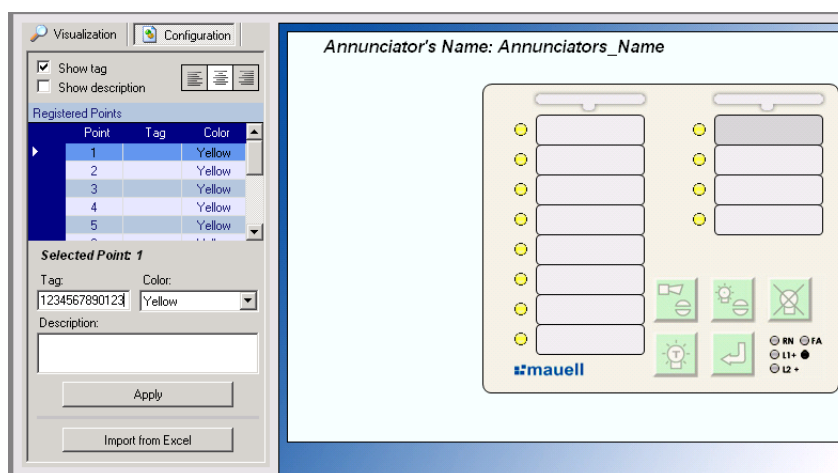 Visualization
Configuration
Show tag
Show description
Registered Points
Point Tag Color
1 Yellow
2 Yellow
3 Yellow
4 Yellow
5 Yellow
Selected Point: 1
Tag: Color:
1234567890123 Yellow
Description:
Apply
Import from Excel
Annunciator's Name: Annunciators_Name
T
RN FA
L1+
L2 +
mauell